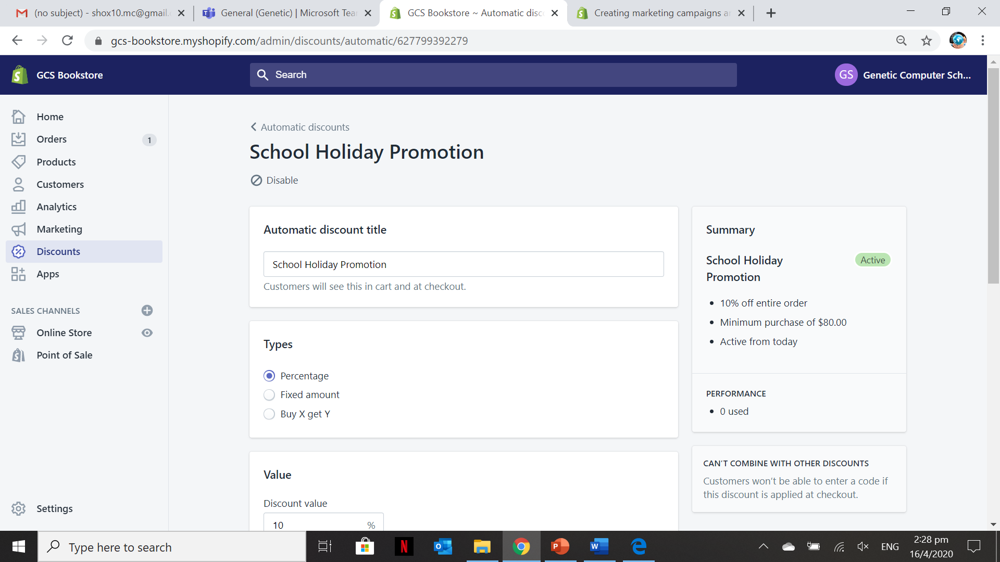 (no subject) - shox10.mc@gmail.
General (Genetic) | Microsoft Tea
GCS Bookstore ~ Automatic disc
Creating marketing campaigns a
gcs-bookstore.myshopify.com/admin/discounts/automatic/627799392279
GCS Bookstore
Search
GS
Genetic Computer Sch...
Home
Orders
1
Products
Customers
Analytics
Marketing
Discounts
Apps
SALES CHANNELS
Online Store
Point of Sale
Settings
Automatic discounts
School Holiday Promotion
Disable
Automatic discount title
School Holiday Promotion
Customers will see this in cart and at checkout.
Types
Percentage
Fixed amount
Buy X get Y
Value
Discount value
10
%
Summary
School Holiday
Promotion
Active
10% off entire order
Minimum purchase of $80.00
Active from today
PERFORMANCE
0 used
CAN'T COMBINE WITH OTHER DISCOUNTS
Customers won't be able to enter a code if
this discount is applied at checkout.
Type here to search
ENG
2:28 pm
16/4/2020